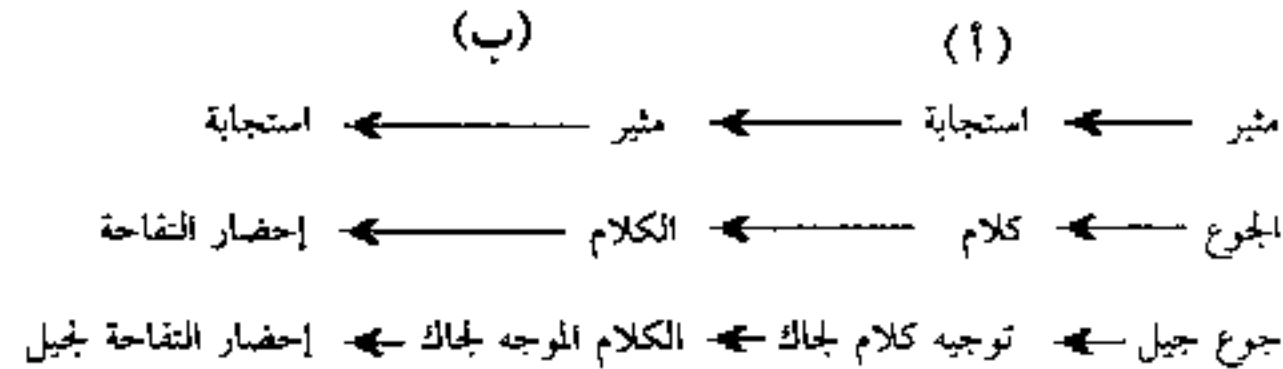 (أ) (ب)
مثير ← استجابة ← مثير ← استجابة
الجوع ← كلام ← الكلام ← إحضار التفاحة
جوع جيل ← توجيه كلام لجاك ← الكلام الموجه لجاك ← إحضار التفاحة لجيل